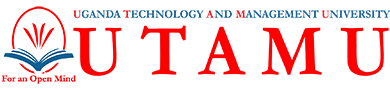 UGANDA TECHNOLOGY AND MANAGEMENT UNIVERSITY
UTAMU
For an Open Mind